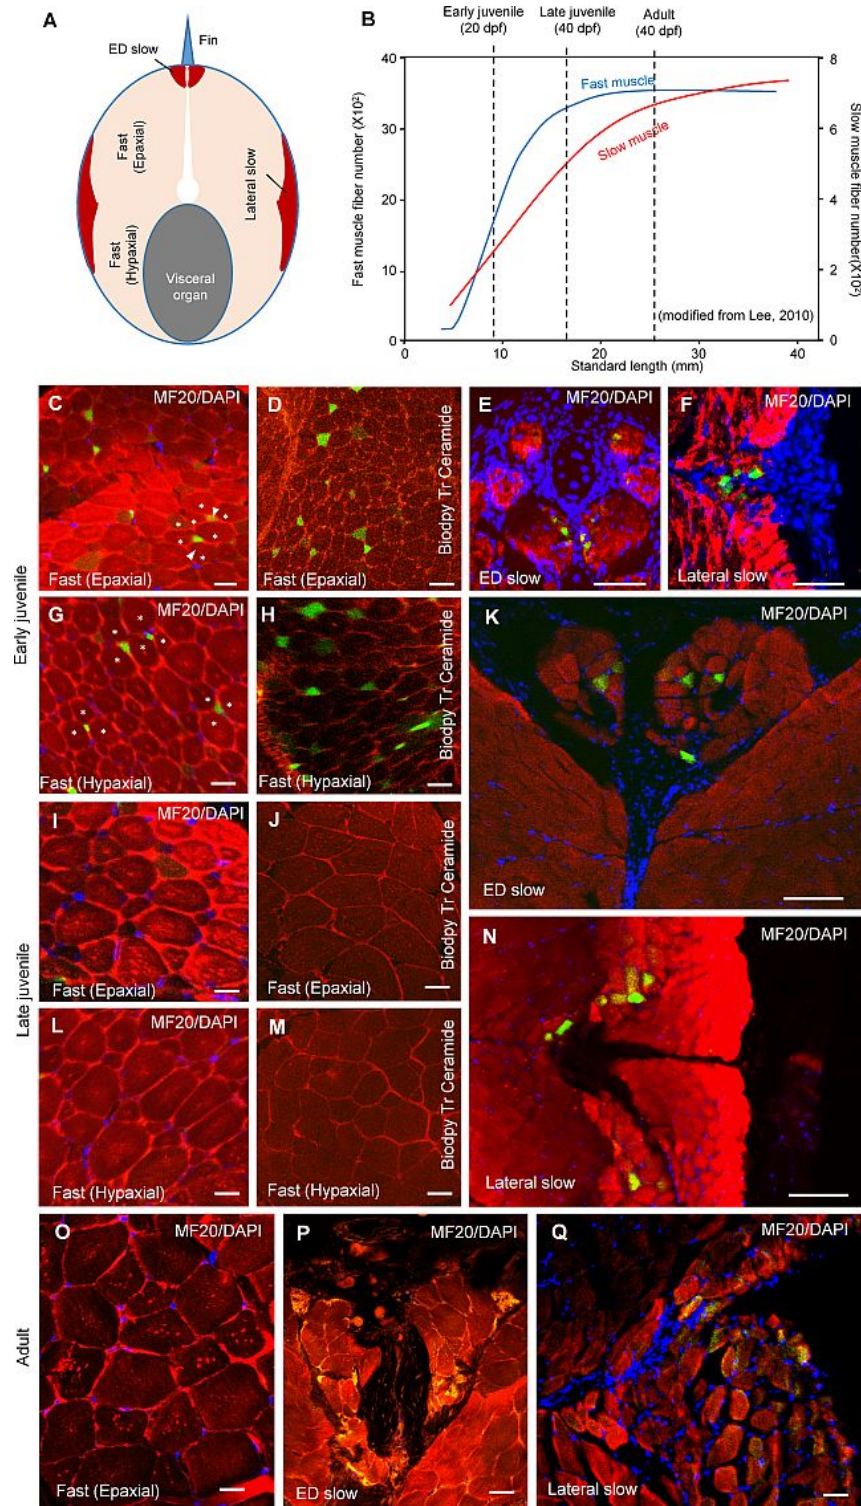 A
ED slow
Fin
Fast
(Epaxial)
Lateral slow
Fast
(Hypaxial)
Visceral
organ
B
Early juvenile
(20 dpf)
Late juvenile
(40 dpf)
Adult
(40 dpf)
Fast muscle fiber number (X10²)
40
30
20
10
0
Fast muscle
Slow muscle
(modified from Lee, 2010)
8
6
4
2
0
Slow muscle fiber number(X10²)
0
10
20
30
40
Standard length (mm)
Early juvenile
C
MF20/DAPI
Fast (Epaxial)
D
Biodpy Tr Ceramide
Fast (Epaxial)
E
MF20/DAPI
ED slow
F
MF20/DAPI
Lateral slow
G
MF20/DAPI
Fast (Hypaxial)
H
Biodpy Tr Ceramide
Fast (Hypaxial)
K
MF20/DAPI
ED slow
Late juvenile
I
MF20/DAPI
Fast (Epaxial)
J
Biodpy Tr Ceramide
Fast (Epaxial)
L
MF20/DAPI
Fast (Hypaxial)
M
Biodpy Tr Ceramide
Fast (Hypaxial)
N
MF20/DAPI
Lateral slow
Adult
O
MF20/DAPI
Fast (Epaxial)
P
MF20/DAPI
ED slow
Q
MF20/DAPI
Lateral slow